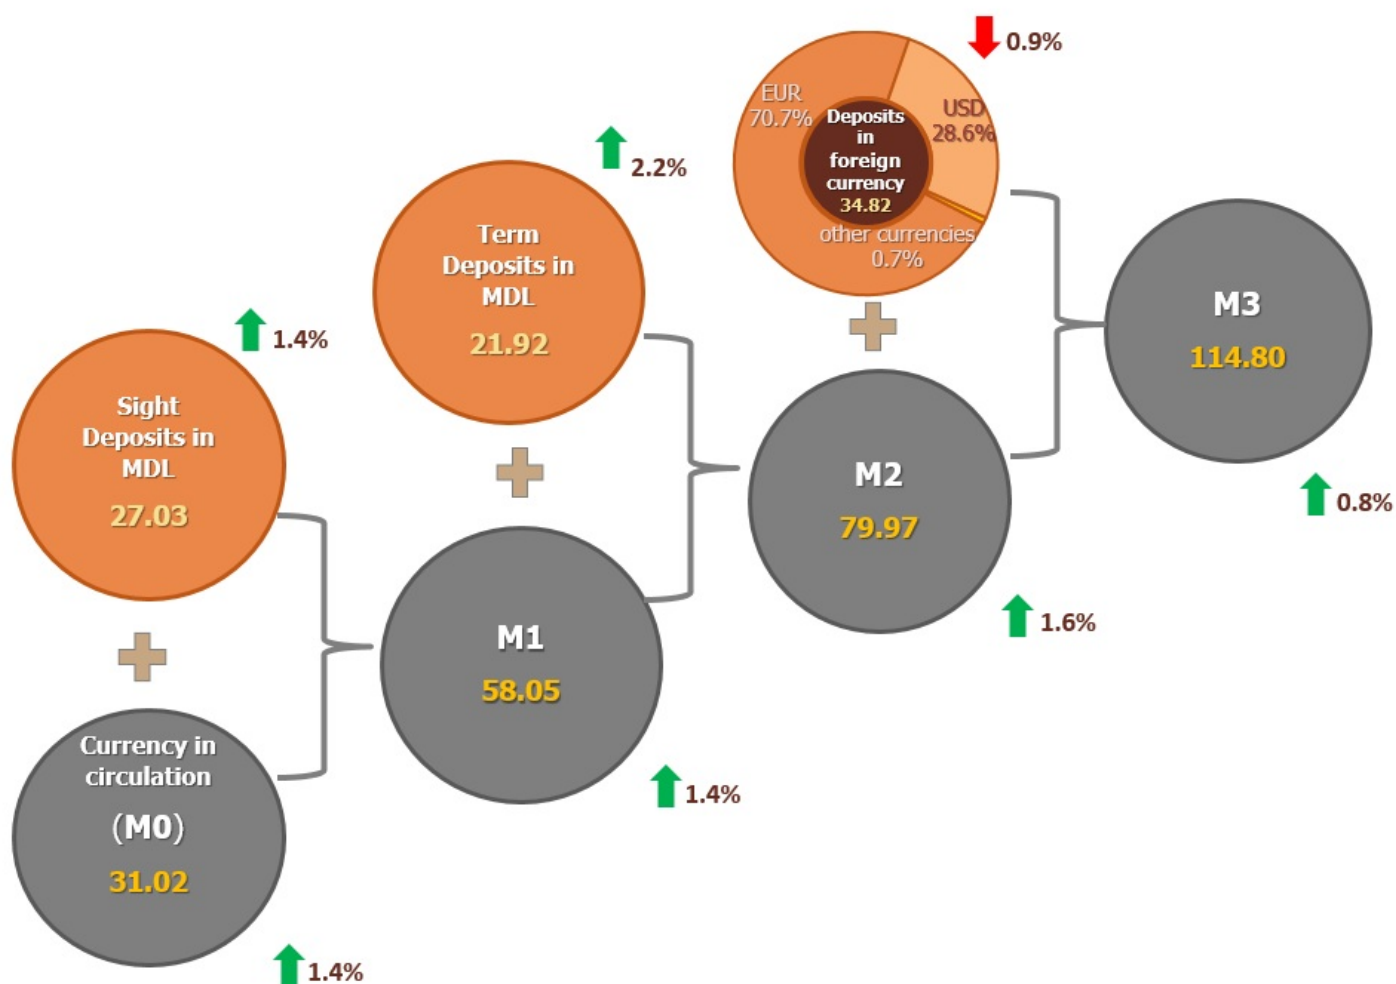 Sight
Deposits in
MDL
27.03
1.4%
Currency in
circulation
(M0)
31.02
1.4%
Term
Deposits in
MDL
21.92
2.2%
M1
58.05
1.4%
EUR
70.7%
USD
28.6%
other currencies
0.7%
Deposits
in
foreign
currency
34.82
0.9%
M2
79.97
1.6%
M3
114.80
0.8%